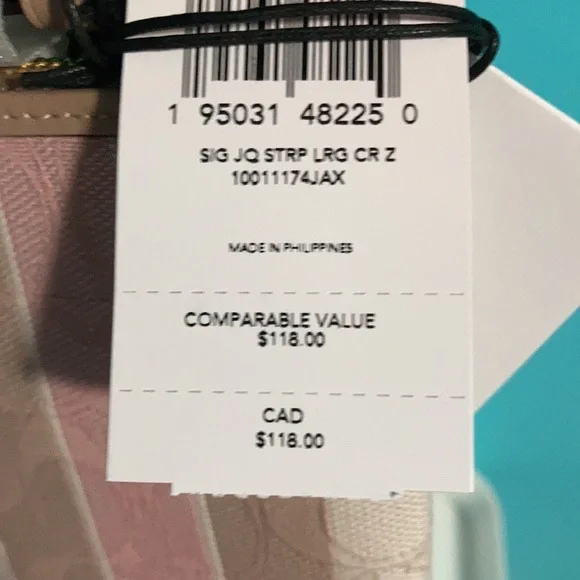 1 95031 48225 0
SIG JQ STRP LRG CR Z
10011174JAX
MADE IN PHILIPPINES
COMPARABLE VALUE
$118.00
CAD
$118.00